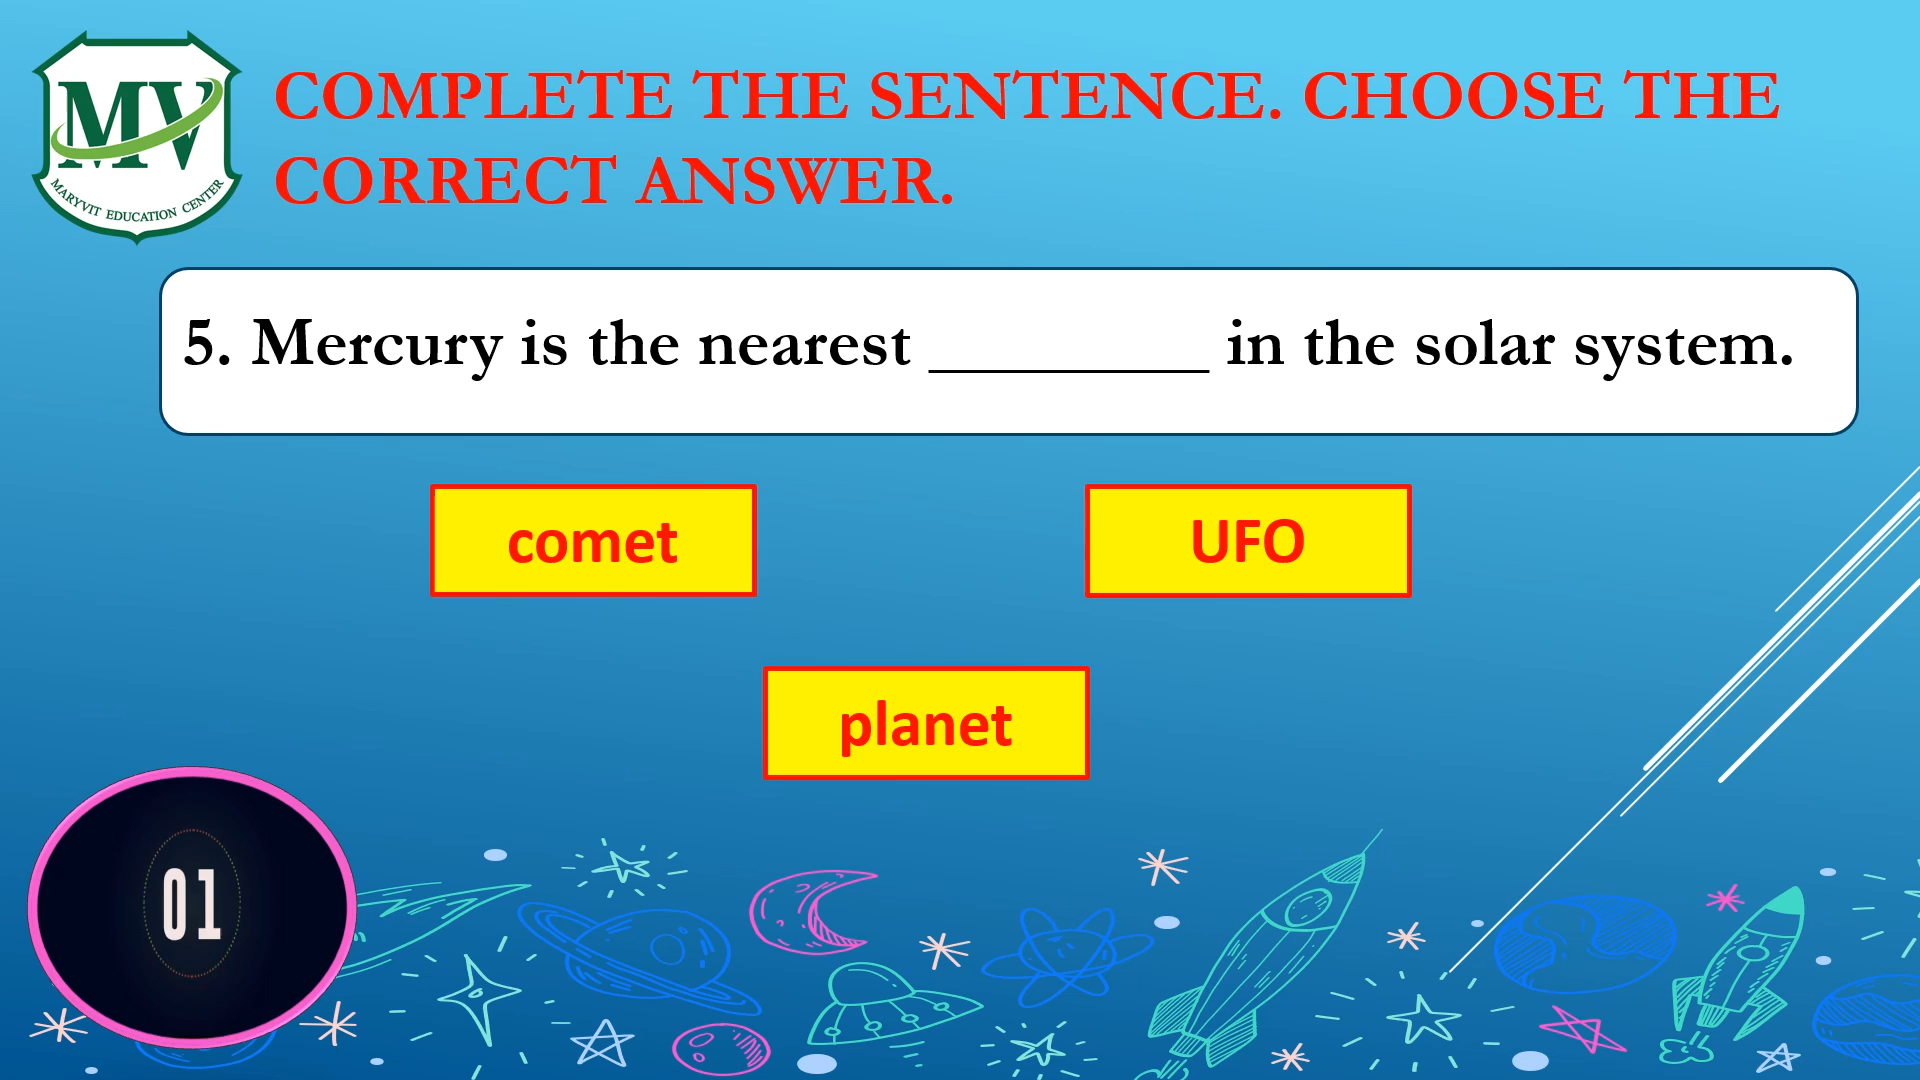 MV
MARYVIT EDUCATION CENTER
COMPLETE THE SENTENCE. CHOOSE THE
CORRECT ANSWER.
5. Mercury is the nearest ________ in the solar system.
comet
UFO
planet
01